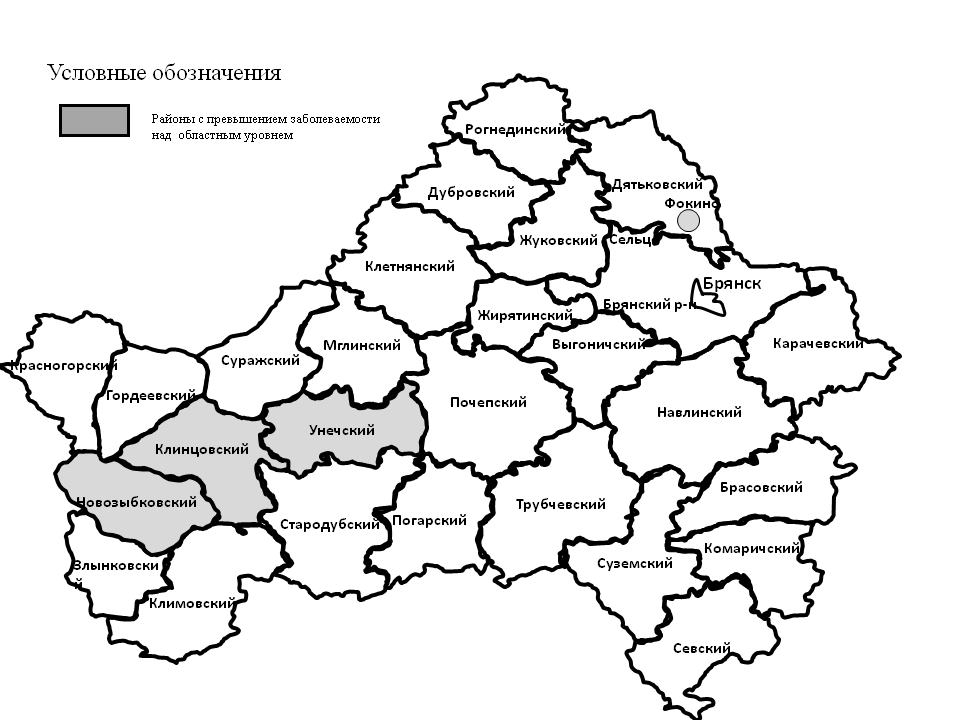 Условные обозначения
Районы с превышением заболеваемости
над областным уровнем
Рогнединский
Дятьковский
Дубровский
Фокино
Жуковский
Сельцо
Клетнянский
Брянск
Брянский р-н
Жирятинский
Выгоничский
Карачевский
Мглинский
Суражский
Красногорский
Гордеевский
Почепский
Навлинский
Унечский
Клинцовский
Брасовский
Новозыбковский
Трубчевский
Стародубский
Погарский
Комаричский
Злынковски
й
Суземский
Климовский
Севский